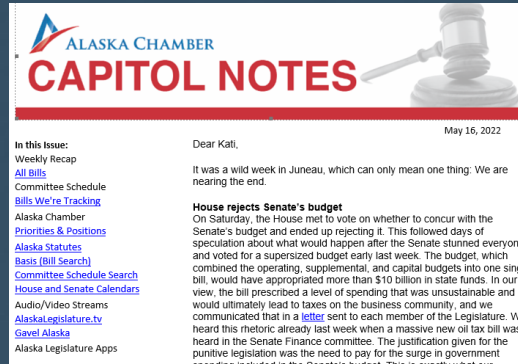 ALASKA CHAMBER
CAPITOL NOTES
May 16, 2022
In this Issue:
Weekly Recap
All Bills
Committee Schedule
Bills We're Tracking
Alaska Chamber
Priorities & Positions
Alaska Statutes
Basis (Bill Search)
Committee Schedule Search
House and Senate Calendars
Audio/Video Streams
AlaskaLegislature.tv
Gavel Alaska
Alaska Legislature Apps
Dear Kati,
It was a wild week in Juneau, which can only mean one thing: We are
nearing the end.
House rejects Senate's budget
On Saturday, the House met to vote on whether to concur with the
Senate's budget and ended up rejecting it. This followed days of
speculation about what would happen after the Senate stunned everyon
and voted for a supersized budget early last week. The budget, which
combined the operating, supplemental, and capital budgets into one sing
bill, would have appropriated more than $10 billion in state funds. In our
view, the bill prescribed a level of spending that was unsustainable and
would ultimately lead to taxes on the business community, and we
communicated that in a letter sent to each member of the Legislature. W
heard this rhetoric already last week when a massive new oil tax bill was
heard in the Senate Finance committee. The justification given for the
punitive legislation was the need to pay for the surge in government